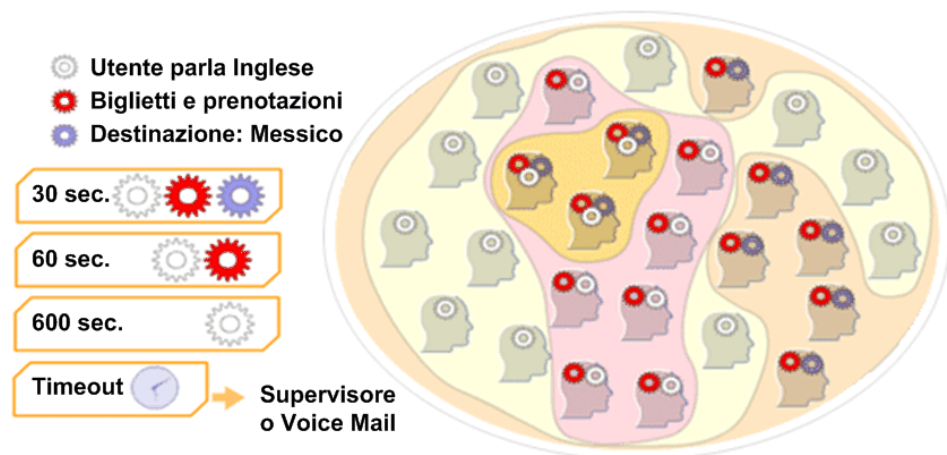 Utente parla Inglese
Biglietti e prenotazioni
Destinazione: Messico
30 sec.
60 sec.
600 sec.
Timeout
Supervisore
o Voice Mail